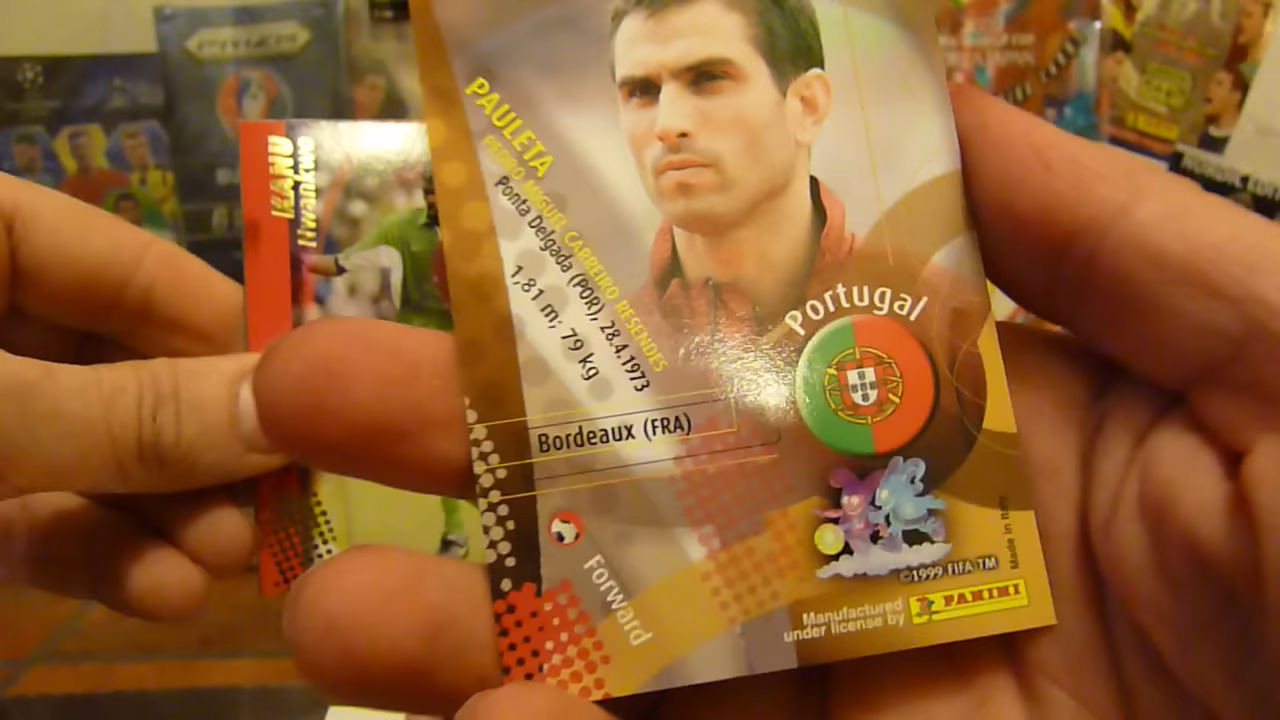 PRIZM
KANU
Nwankwo
PAULETA
PEDRO MIGUEL CARREIRO RESENDES
Ponta Delgada (POR), 28.4.1973
1,81 m; 79 kg
Portugal
Bordeaux (FRA)
Forward
Made in Italy
©1999 FIFA TM
Manufactured
under license by
PANINI